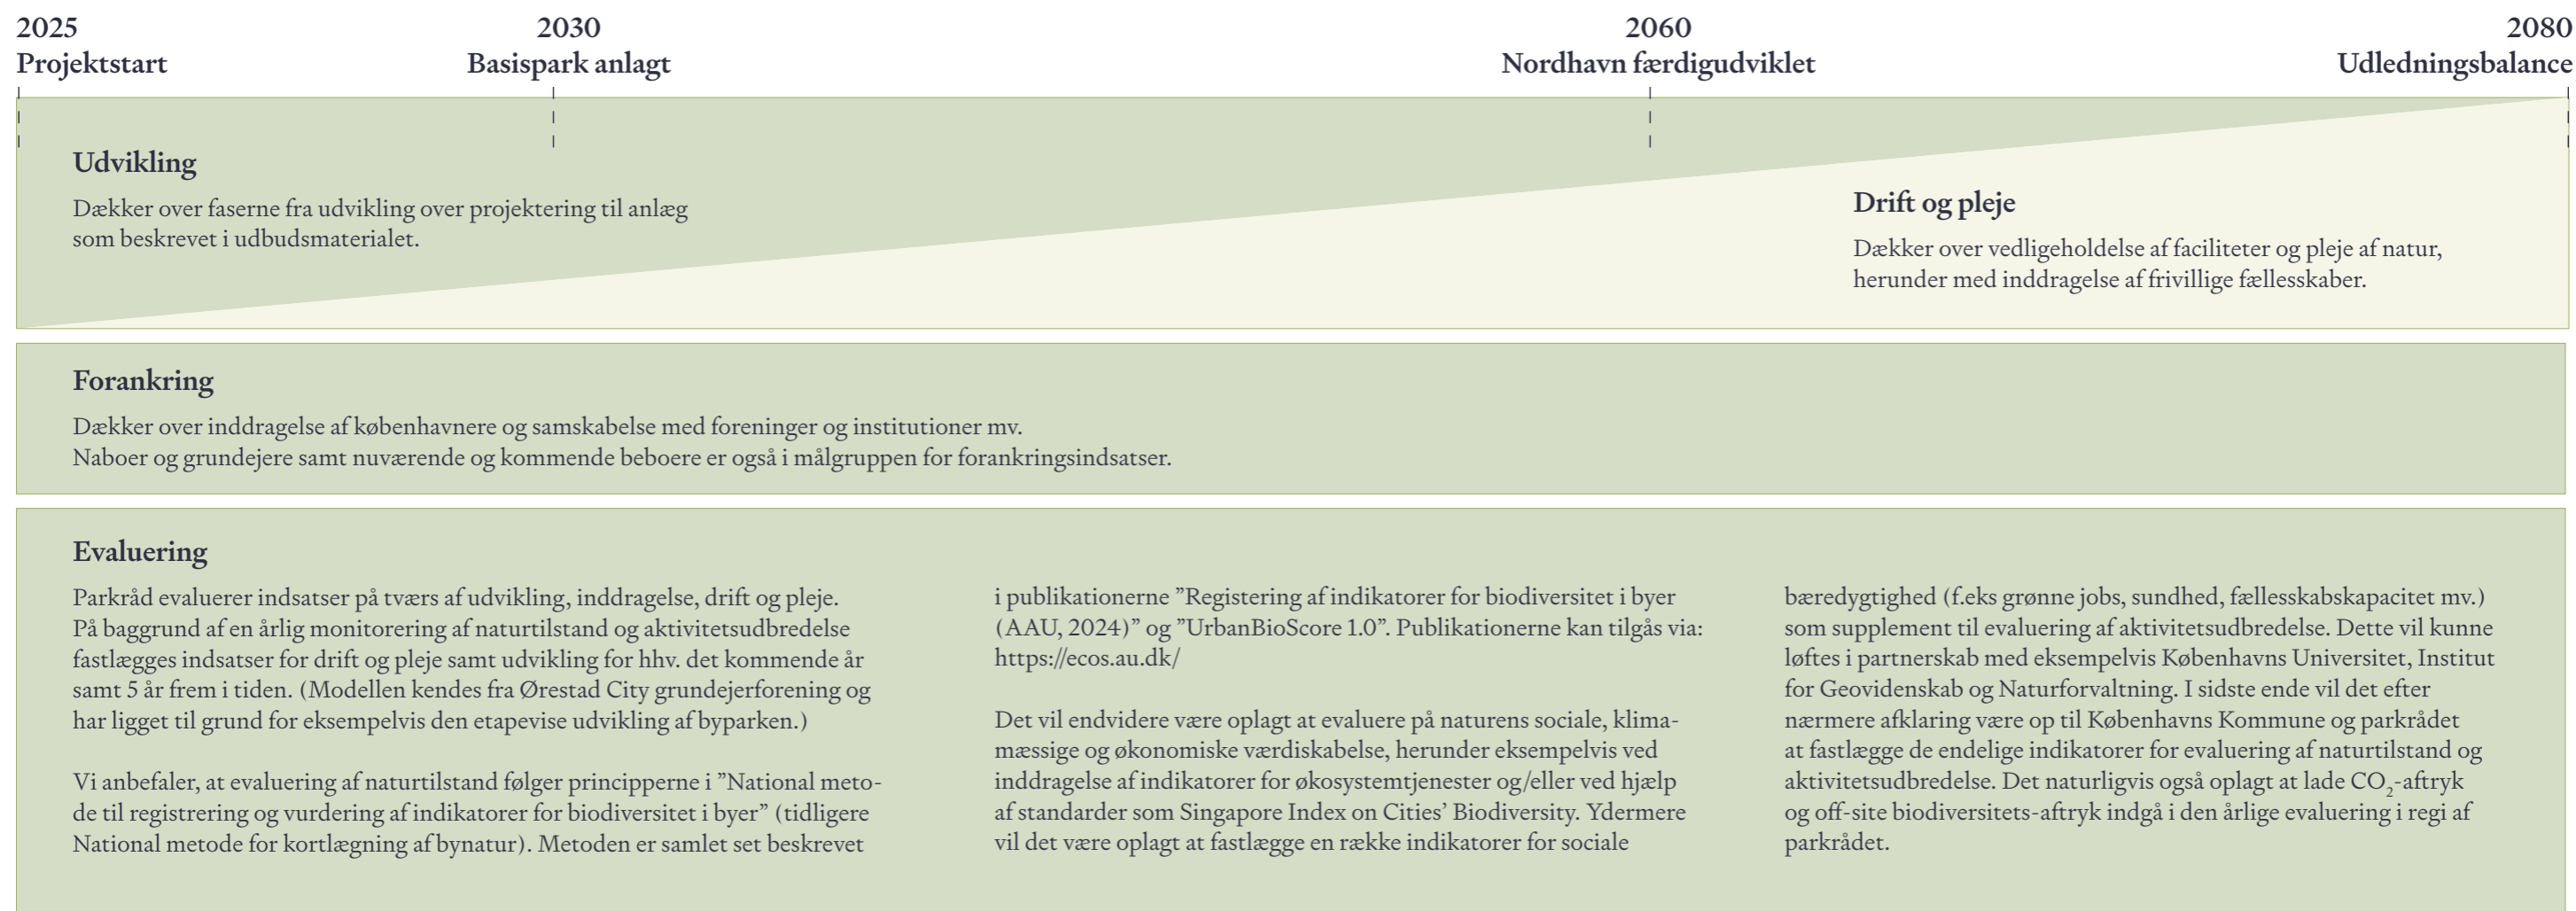 2025
Projektstart
2030
Basispark anlagt
2060
Nordhavn færdigudviklet
2080
Udledningsbalance
Udvikling
Dækker over faserne fra udvikling over projektering til anlæg
som beskrevet i udbudsmaterialet.
Drift og pleje
Dækker over vedligeholdelse af faciliteter og pleje af natur,
herunder med inddragelse af frivillige fællesskaber.
Forankring
Dækker over inddragelse af københavnere og samskabelse med foreninger og institutioner mv.
Naboer og grundejere samt nuværende og kommende beboere er også i målgruppen for forankringsindsatser.
Evaluering
Parkråd evaluerer indsatser på tværs af udvikling, inddragelse, drift og pleje.
På baggrund af en årlig monitorering af naturtilstand og aktivitetsudbredelse
fastlægges indsatser for drift og pleje samt udvikling for hhv. det kommende år
samt 5 år frem i tiden. (Modellen kendes fra Ørestad City grundejerforening og
har ligget til grund for eksempelvis den etapevise udvikling af byparken.)
Vi anbefaler, at evaluering af naturtilstand følger principperne i ”National meto-
de til registrering og vurdering af indikatorer for biodiversitet i byer” (tidligere
National metode for kortlægning af bynatur). Metoden er samlet set beskrevet
i publikationerne ”Registering af indikatorer for biodiversitet i byer
(AAU, 2024)” og ”UrbanBioScore 1.0”. Publikationerne kan tilgås via:
https://ecos.au.dk/
Det vil endvidere være oplagt at evaluere på naturens sociale, klima-
mæssige og økonomiske værdiskabelse, herunder eksempelvis ved
inddragelse af indikatorer for økosystemtjenester og/eller ved hjælp
af standarder som Singapore Index on Cities’ Biodiversity. Ydermere
vil det være oplagt at fastlægge en række indikatorer for sociale
bæredygtighed (f.eks grønne jobs, sundhed, fællesskabskapacitet mv.)
som supplement til evaluering af aktivitetsudbredelse. Dette vil kunne
løftes i partnerskab med eksempelvis Københavns Universitet, Institut
for Geovidenskab og Naturforvaltning. I sidste ende vil det efter
nærmere afklaring være op til Københavns Kommune og parkrådet
at fastlægge de endelige indikatorer for evaluering af naturtilstand og
aktivitetsudbredelse. Det naturligvis også oplagt at lade CO₂-aftryk
og off-site biodiversitets-aftryk indgå i den årlige evaluering i regi af
parkrådet.